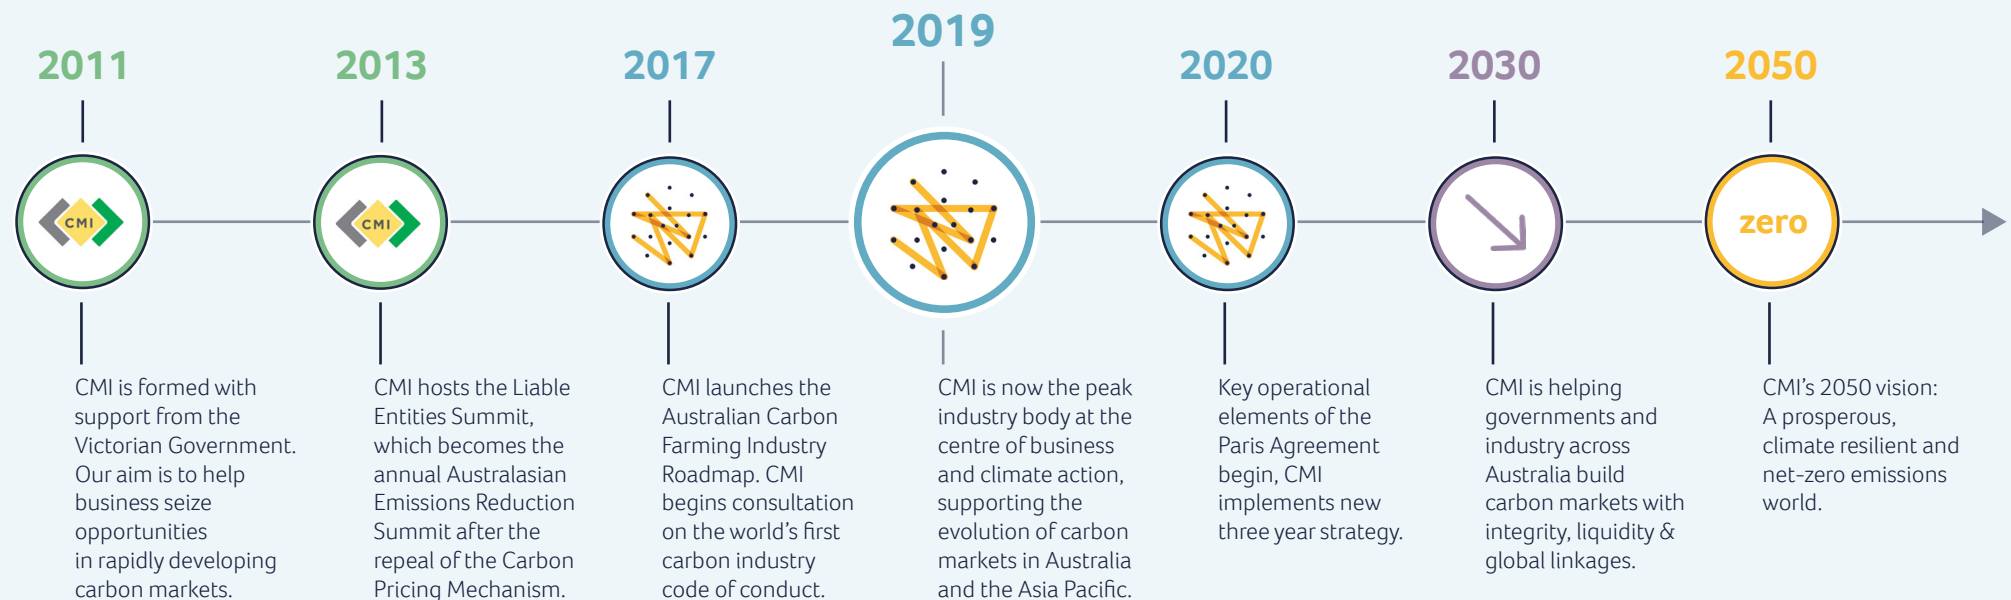 2011
CMI
CMI is formed with
support from the
Victorian Government.
Our aim is to help
business seize
opportunities
in rapidly developing
carbon markets.
2013
CMI
CMI hosts the Liable
Entities Summit,
which becomes the
annual Australasian
Emissions Reduction
Summit after the
repeal of the Carbon
Pricing Mechanism.
2017
CMI launches the
Australian Carbon
Farming Industry
Roadmap. CMI
begins consultation
on the world’s first
carbon industry
code of conduct.
2019
CMI is now the peak
industry body at the
centre of business
and climate action,
supporting the
evolution of carbon
markets in Australia
and the Asia Pacific.
2020
Key operational
elements of the
Paris Agreement
begin, CMI
implements new
three year strategy.
2030
CMI is helping
governments and
industry across
Australia build
carbon markets with
integrity, liquidity &
global linkages.
2050
zero
CMI’s 2050 vision:
A prosperous,
climate resilient and
net-zero emissions
world.